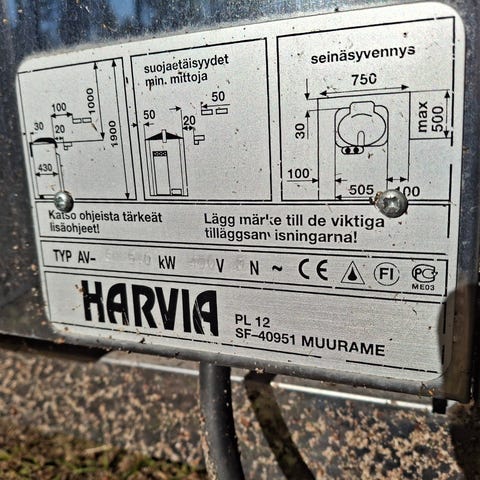 100
1000
30
20
1900
430
suojaetäisyydet
min. mittoja
50
50
20
seinäsyvennys
750
30
max
500
100
505
100
Katso ohjeista tärkeät
lisäohjeet!
Lägg märke till de viktiga
tilläggsanvisningarna!
TYP AV- kW V N ~ CE FI PC
ME03
HARVIA
PL 12
SF-40951 MUURAME